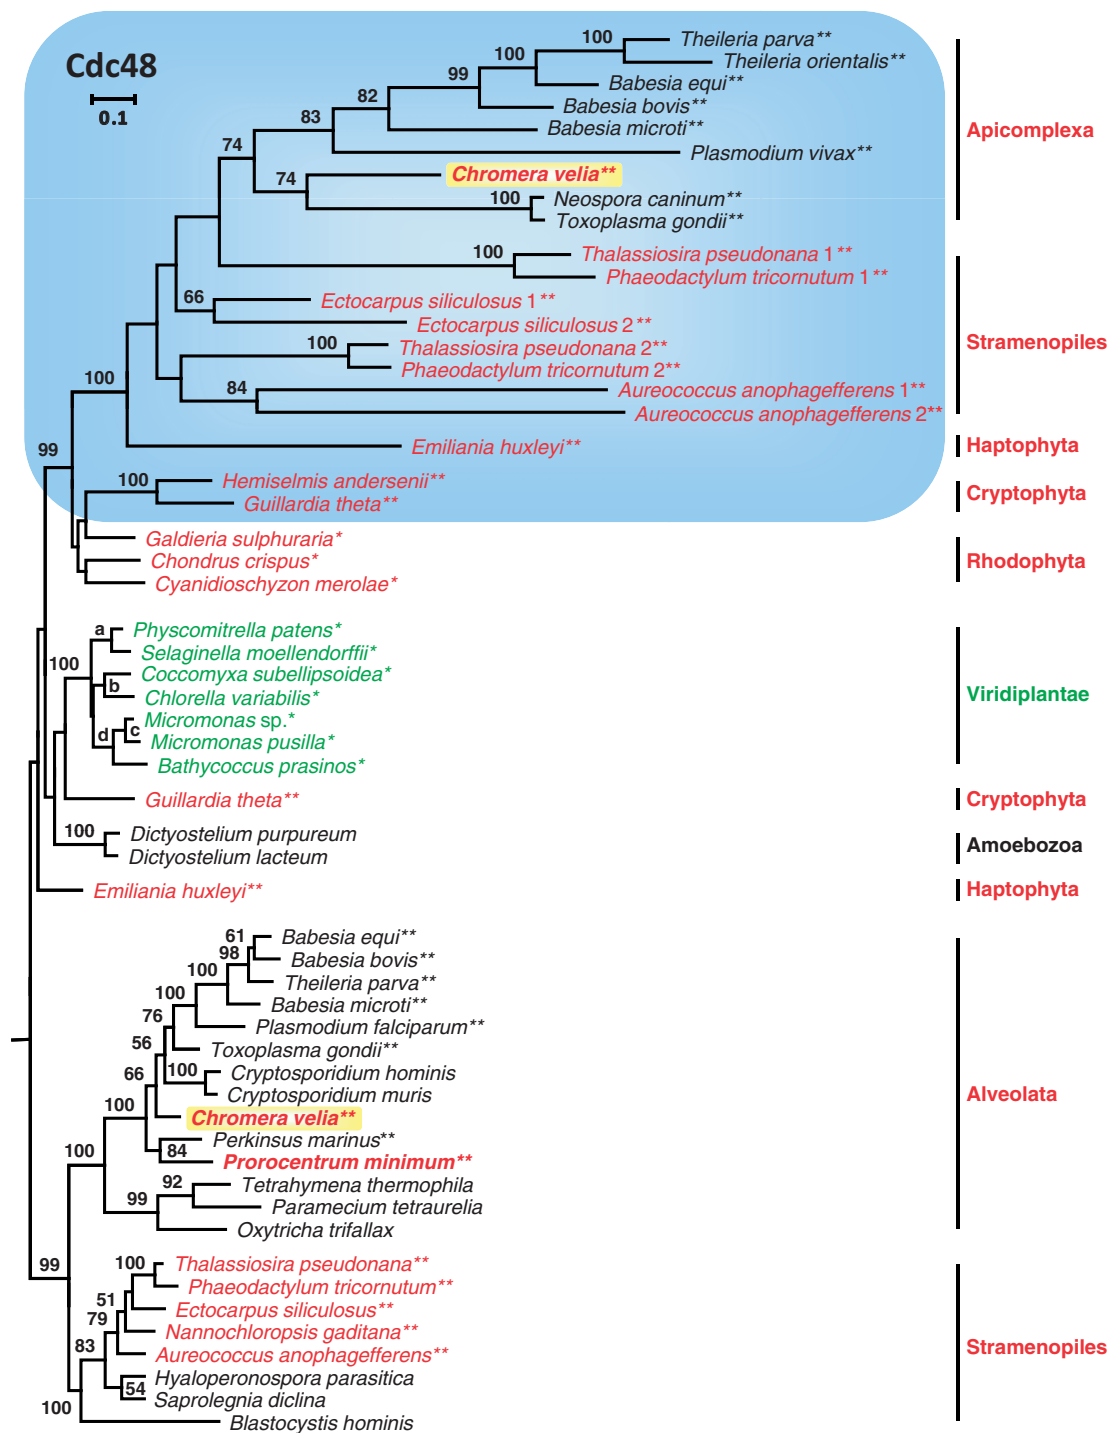 Cdc48
0.1
100 Theileria parva**
Theileria orientalis**
100 Babesia equi**
99 Babesia bovis**
82 Babesia microti**
83 Plasmodium vivax**
74 Chromera velia**
74
100 Neospora caninum**
Toxoplasma gondii**
Apicomplexa
100 Thalassiosira pseudonana 1**
Phaeodactylum tricornutum 1**
66 Ectocarpus siliculosus 1**
Ectocarpus siliculosus 2**
100 Thalassiosira pseudonana 2**
Phaeodactylum tricornutum 2**
84 Aureococcus anophagefferens 1**
Aureococcus anophagefferens 2**
Stramenopiles
100
Emiliania huxleyi**
Haptophyta
99
100 Hemiselmis andersenii**
Guillardia theta**
Cryptophyta
Galdieria sulphuraria*
Chondrus crispus*
Cyanidioschyzon merolae*
Rhodophyta
a Physcomitrella patens*
Selaginella moellendorffii*
100
b Coccomyxa subellipsoidea*
Chlorella variabilis*
c Micromonas sp.*
Micromonas pusilla*
d Bathycoccus prasinos*
Viridiplantae
Guillardia theta**
Cryptophyta
100 Dictyostelium purpureum
Dictyostelium lacteum
Amoebozoa
Emiliania huxleyi**
Haptophyta
61 Babesia equi**
98 Babesia bovis**
100 Theileria parva**
100 Babesia microti**
76 Plasmodium falciparum**
56 Toxoplasma gondii**
100 Cryptosporidium hominis
66 Cryptosporidium muris
100 Chromera velia**
84 Perkinsus marinus**
Prorocentrum minimum**
100
92 Tetrahymena thermophila
99 Paramecium tetraurelia
Oxytricha trifallax
Alveolata
99
100 Thalassiosira pseudonana**
Phaeodactylum tricornutum**
51 Ectocarpus siliculosus**
79 Nannochloropsis gaditana**
83 Aureococcus anophagefferens**
54 Hyaloperonospora parasitica
Saprolegnia diclina
100 Blastocystis hominis
Stramenopiles